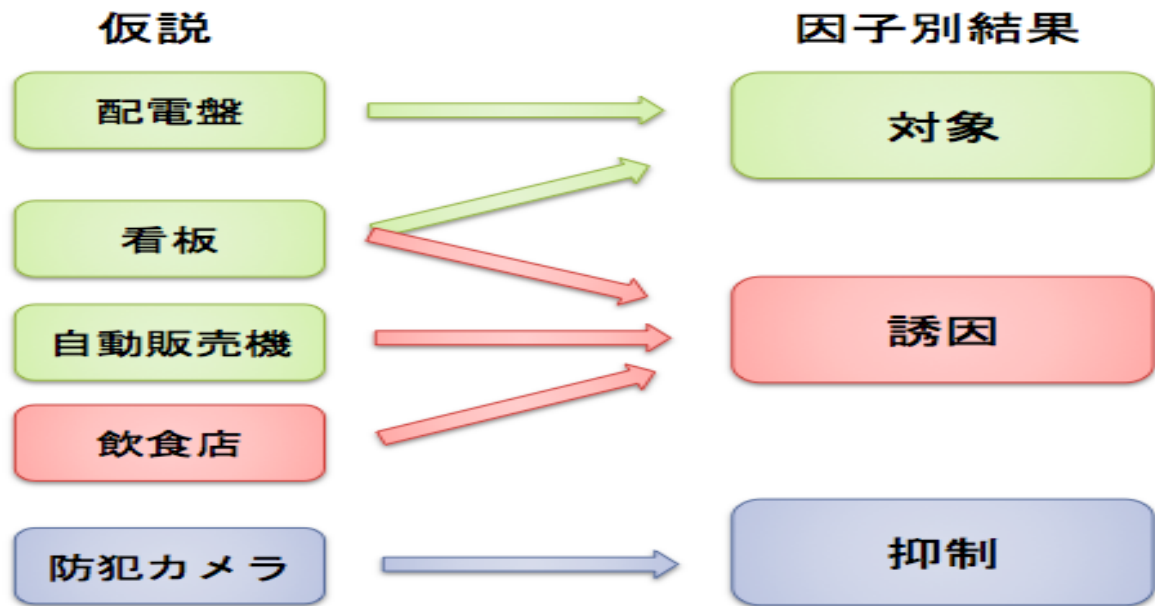 仮説
因子別結果
配電盤
対象
看板
誘因
自動販売機
飲食店
抑制
防犯カメラ